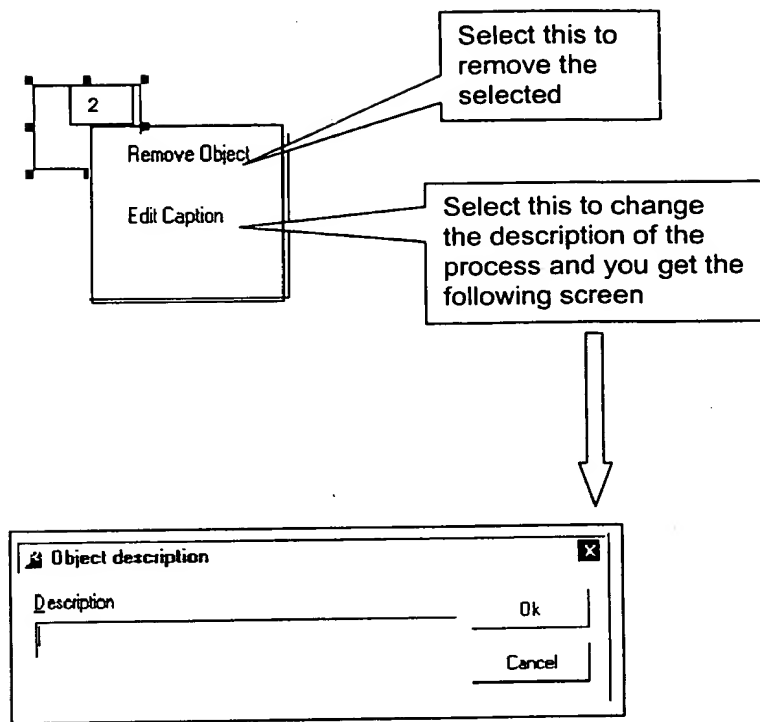 Select this to
remove the
selected
2
Remove Object
Edit Caption
Select this to change
the description of the
process and you get the
following screen
Object description
Description
Ok
Cancel